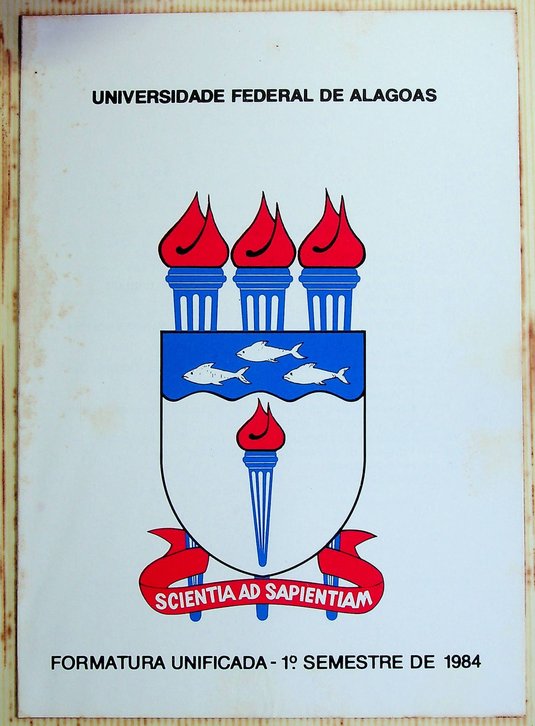 UNIVERSIDADE FEDERAL DE ALAGOAS
SCIENTIA AD SAPIENTIAM
FORMATURA UNIFICADA - 1º SEMESTRE DE 1984